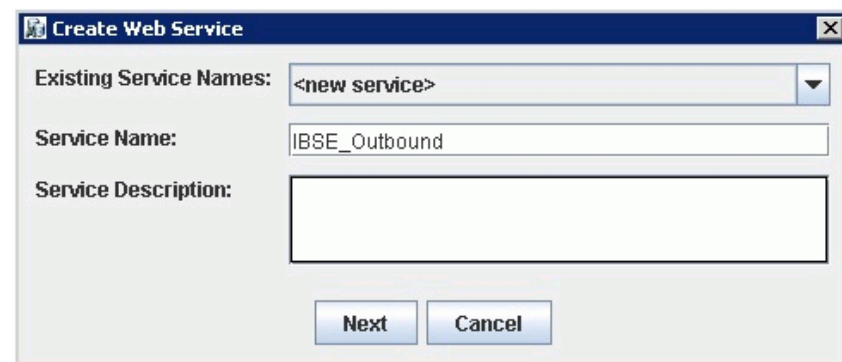 Create Web Service
Existing Service Names: <new service>
Service Name: IBSE_Outbound
Service Description:
Next Cancel